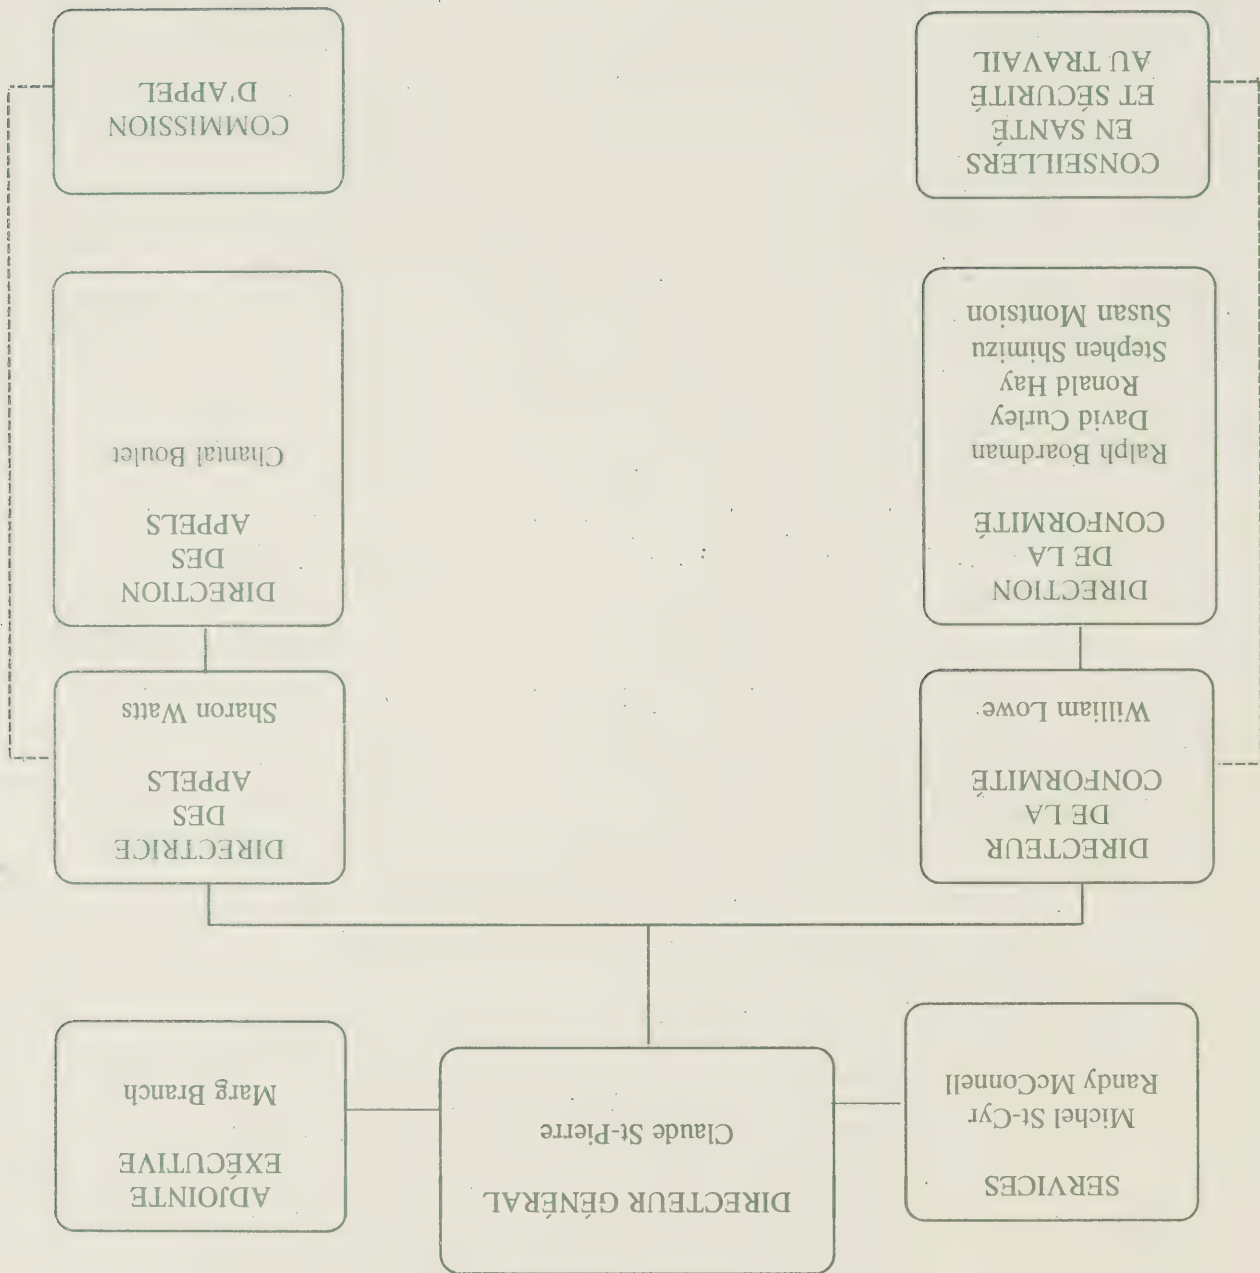 DIRECTEUR GÉNÉRAL
Claude St-Pierre
SERVICES
Michel St-Cyr
Randy McConnell
ADJOINTE
EXÉCUTIVE
Marg Branch
DIRECTEUR
DE LA
CONFORMITÉ
William Lowe
DIRECTRICE
DES
APPELS
Sharon Watts
DIRECTION
DE LA
CONFORMITÉ
Ralph Boardman
David Curley
Ronald Hay
Stephen Shimizu
Susan Montsion
DIRECTION
DES
APPELS
Chantal Boulet
CONSEILLERS
EN SANTÉ
ET SÉCURITÉ
AU TRAVAIL
COMMISSION
D'APPEL